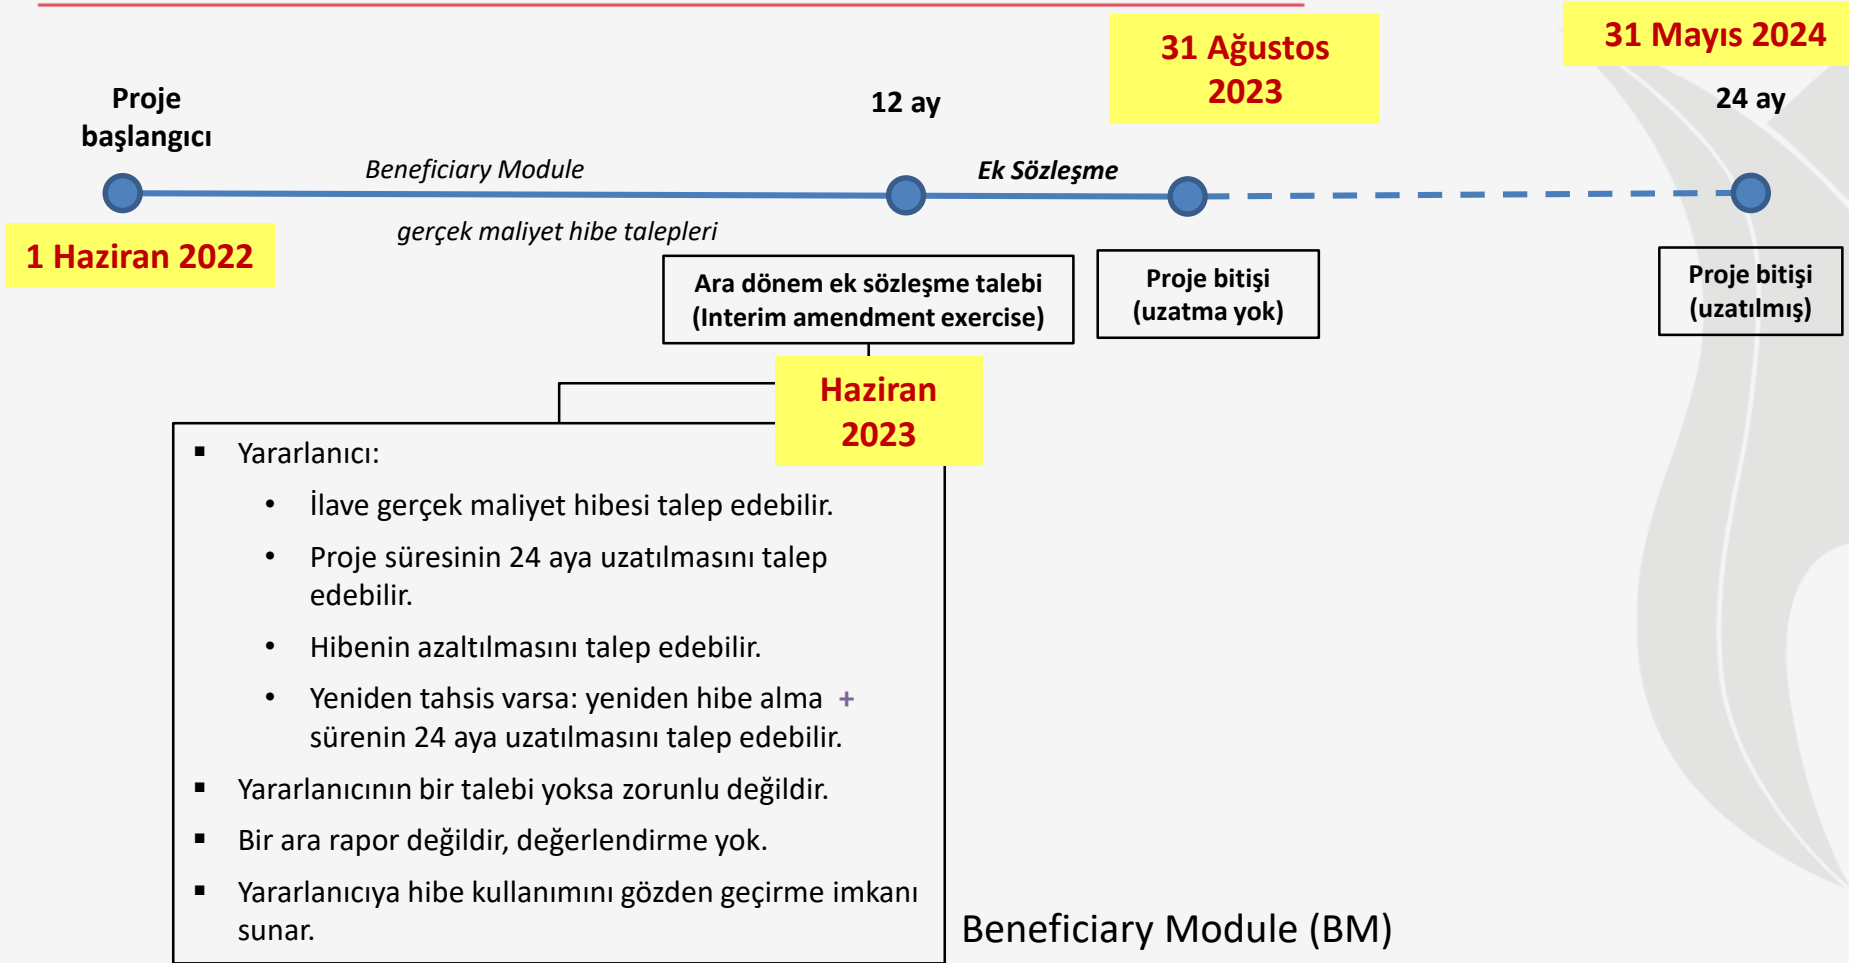 31 Ağustos
2023
31 Mayıs 2024
Proje
başlangıcı
12 ay
24 ay
Beneficiary Module
Ek Sözleşme
gerçek maliyet hibe talepleri
1 Haziran 2022
Ara dönem ek sözleşme talebi
(Interim amendment exercise)
Proje bitişi
(uzatma yok)
Proje bitişi
(uzatılmış)
Haziran
2023
▪ Yararlanıcı:
• İlave gerçek maliyet hibesi talep edebilir.
• Proje süresinin 24 aya uzatılmasını talep
edebilir.
• Hibenin azaltılmasını talep edebilir.
• Yeniden tahsis varsa: yeniden hibe alma +
sürenin 24 aya uzatılmasını talep edebilir.
▪ Yararlanıcının bir talebi yoksa zorunlu değildir.
▪ Bir ara rapor değildir, değerlendirme yok.
▪ Yararlanıcıya hibe kullanımını gözden geçirme imkanı
sunar.
Beneficiary Module (BM)